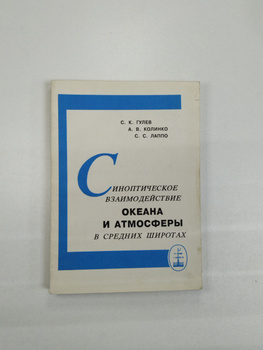 С. К. ГУЛЕВ
А. В. КОЛИНКО
С. С. ЛАППО
СИНОПТИЧЕСКОЕ
ВЗАИМОДЕЙСТВИЕ
ОКЕАНА
И АТМОСФЕРЫ
В СРЕДНИХ ШИРОТАХ